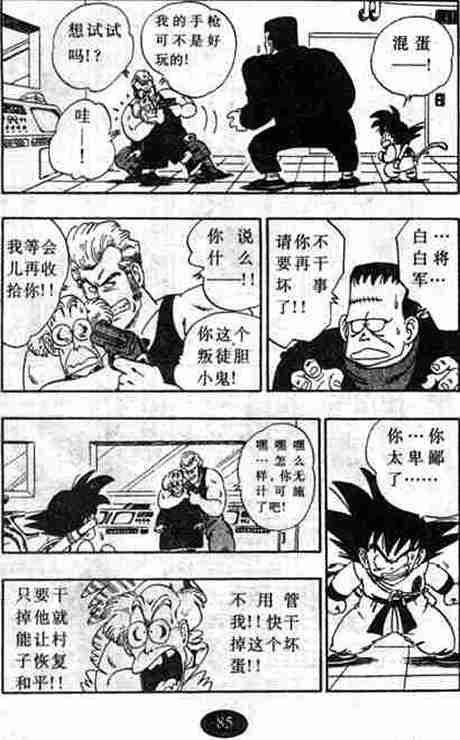 混蛋
——!
我的手枪
可不是好
玩的!
想试试
吗!?
哇
——!
白…
白将
军…
请你不
要再干
坏事
了!!
你说
什么
——!!
你这个
叛徒胆
小鬼!
我等会
儿再收
拾你!!
你…你
太卑鄙
了……
嘿嘿嘿
…怎么
样,你无
计可施
了吧!
不用管
我!!快干
掉这个坏
蛋!!
只要干
掉他就
能让村
子恢复
和平!!
85